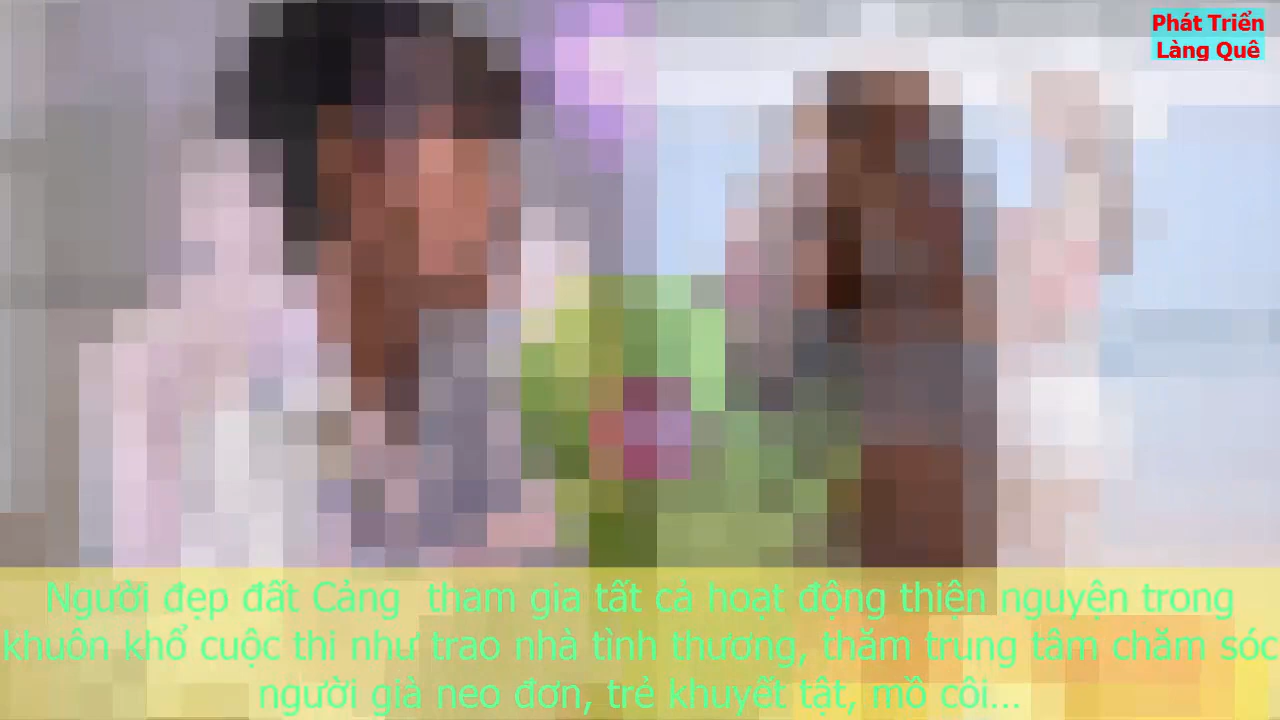 Phát Triển
Làng Quê
Người đẹp đất Cảng tham gia tất cả hoạt động thiện nguyện trong
khuôn khổ cuộc thi như trao nhà tình thương, thăm trung tâm chăm sóc
người già neo đơn, trẻ khuyết tật, mồ côi...